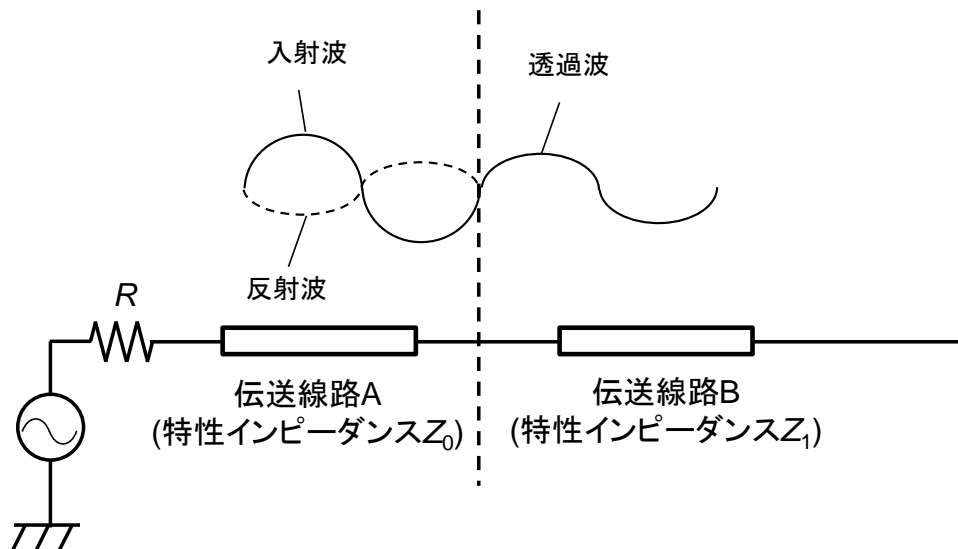 入射波
透過波
反射波
R
伝送線路A
(特性インピーダンスZ0)
伝送線路B
(特性インピーダンスZ1)